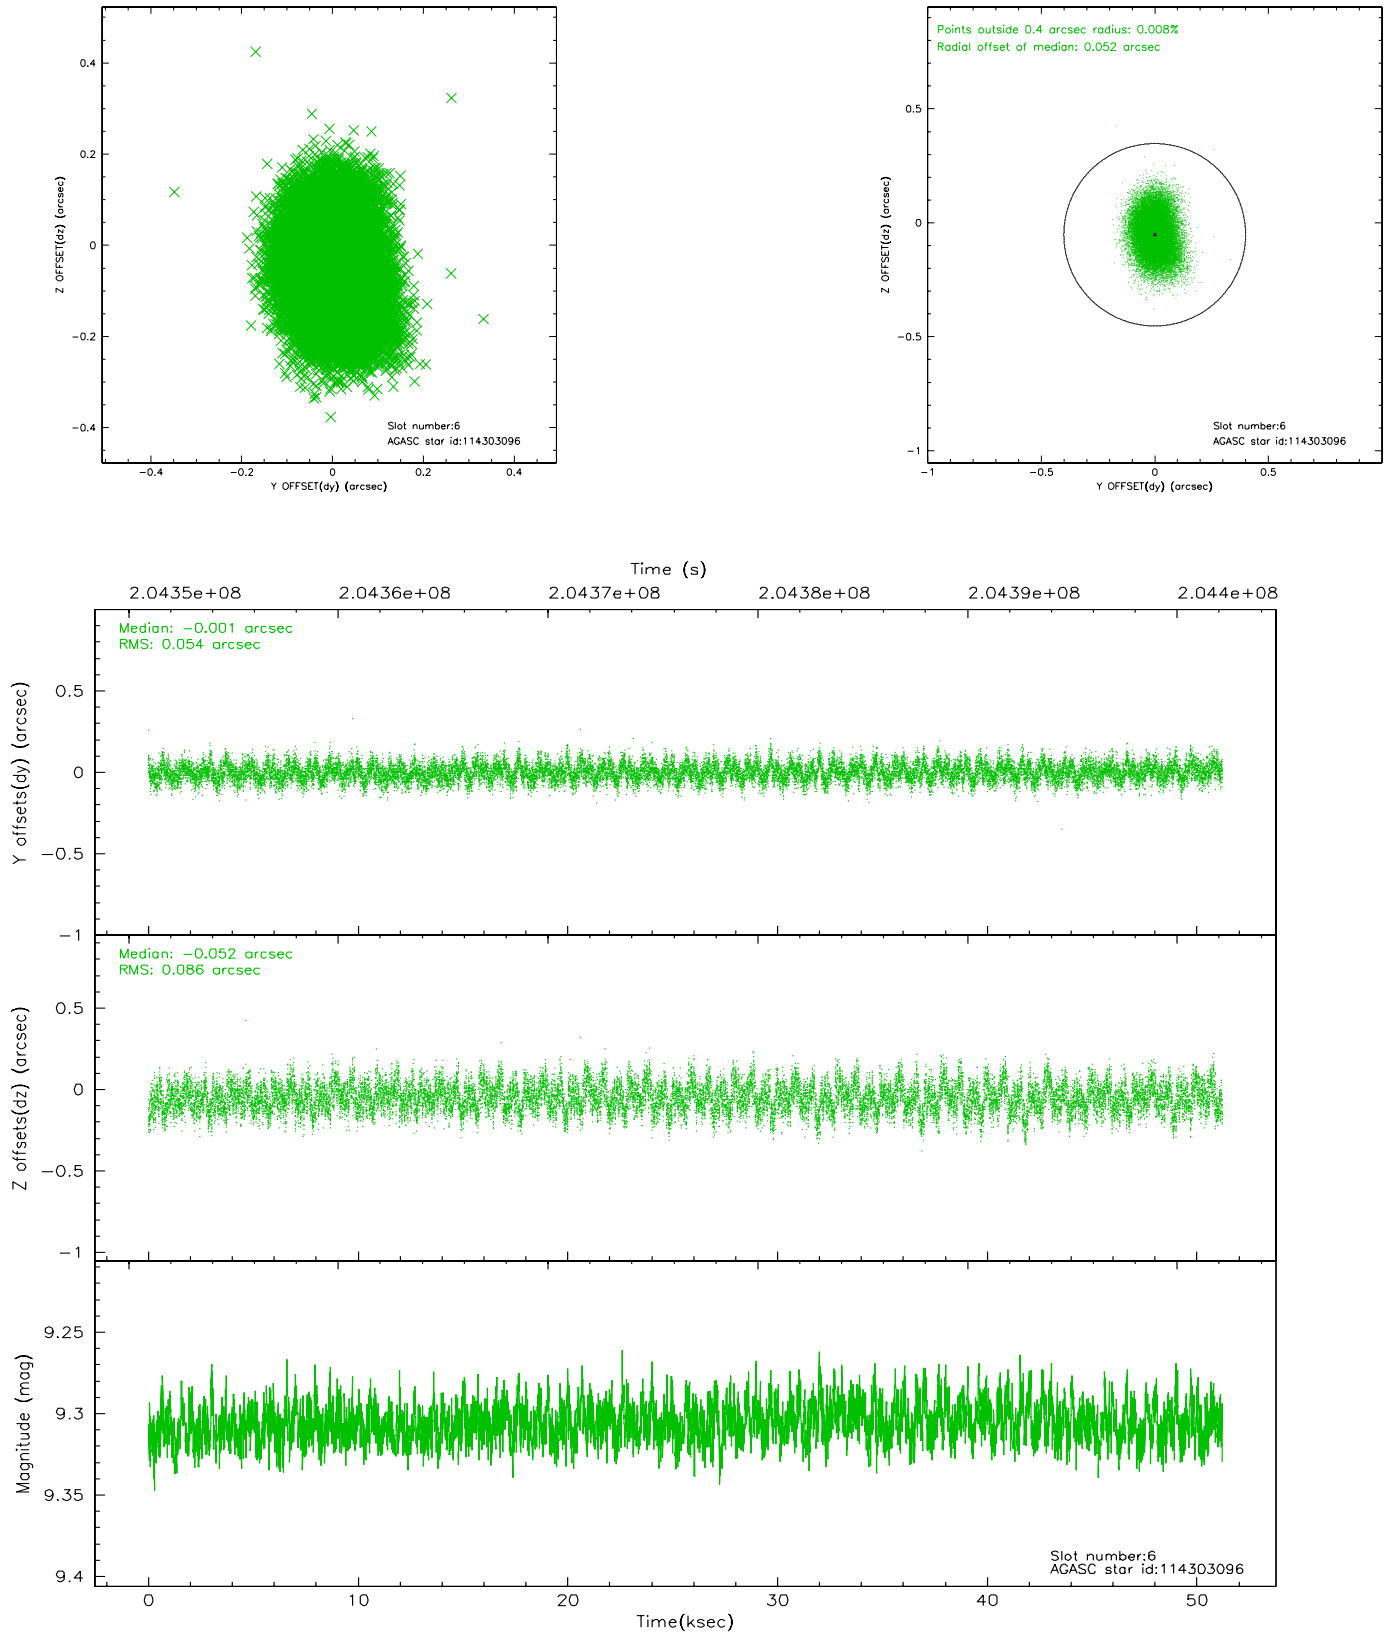 0.4
0.2
0
-0.2
-0.4
Z OFFSET(dz) (arcsec)
-0.4 -0.2 0 0.2 0.4
Y OFFSET(dy) (arcsec)
Slot number:6
AGASC star id:114303096
Points outside 0.4 arcsec radius: 0.008%
Radial offset of median: 0.052 arcsec
0.5
0
-0.5
-1
Z OFFSET(dz) (arcsec)
-1 -0.5 0 0.5
Y OFFSET(dy) (arcsec)
Slot number:6
AGASC star id:114303096
Time (s)
2.0435e+08 2.0436e+08 2.0437e+08 2.0438e+08 2.0439e+08 2.044e+08
Median: -0.001 arcsec
RMS: 0.054 arcsec
0.5
0
-0.5
-1
Y offsets(dy) (arcsec)
Median: -0.052 arcsec
RMS: 0.086 arcsec
0.5
0
-0.5
-1
Z offsets(dz) (arcsec)
9.25
9.3
9.35
9.4
Magnitude (mag)
Slot number:6
AGASC star id:114303096
0 10 20 30 40 50
Time(ksec)